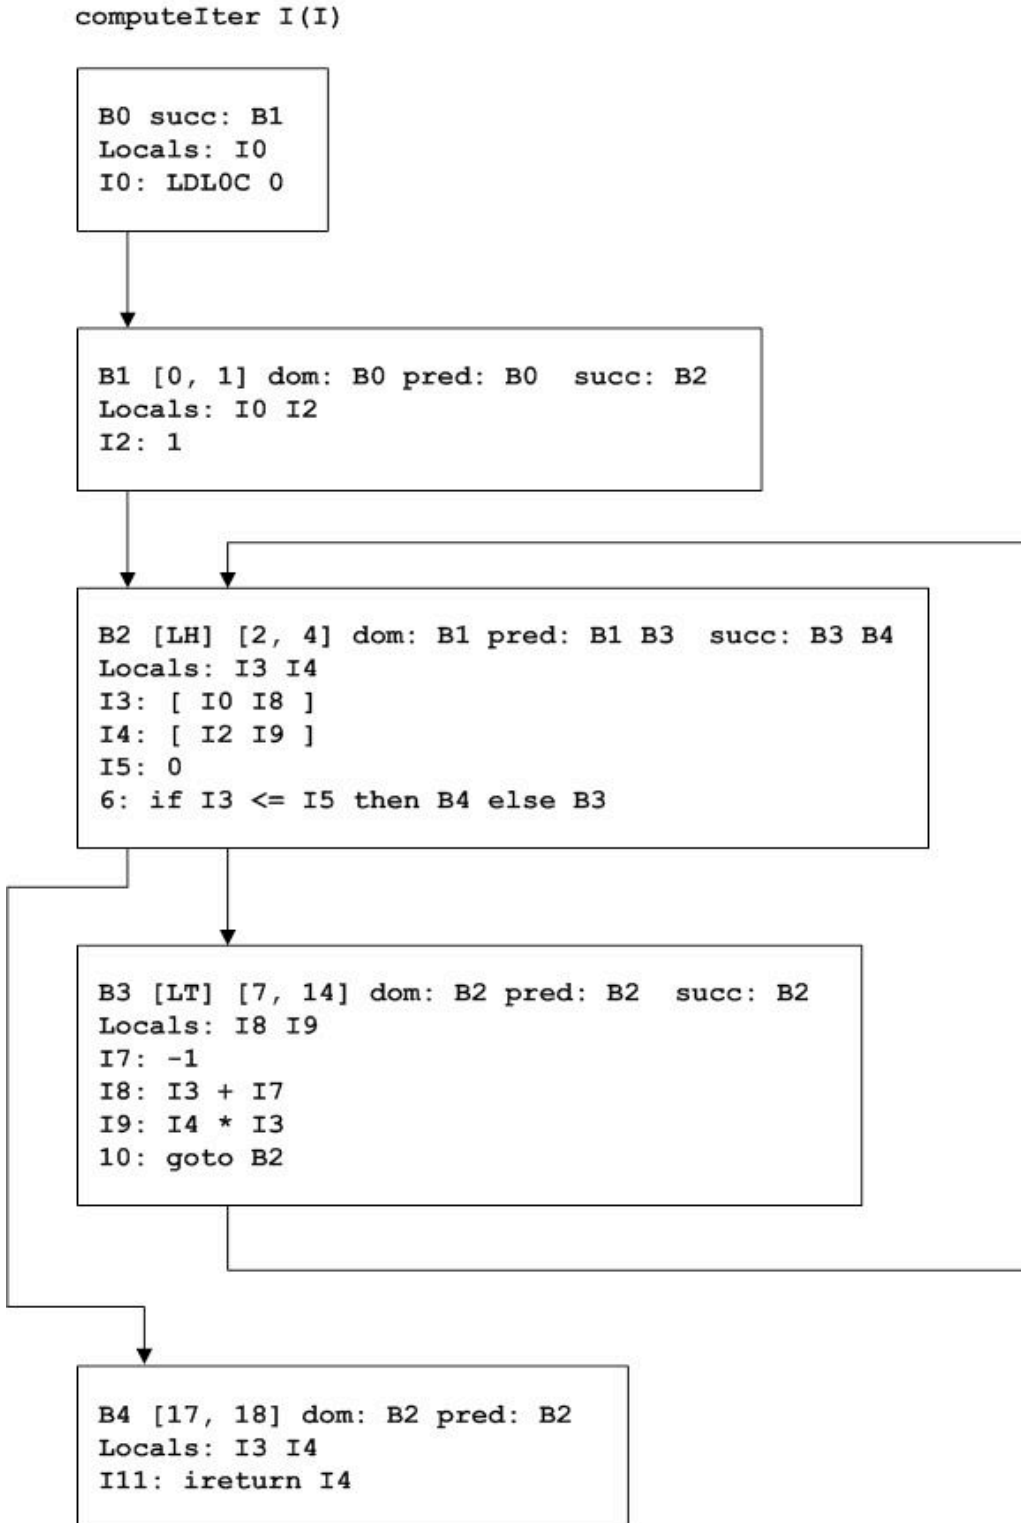 computeIter I(I)
B0 succ: B1
Locals: I0
I0: LDLOC 0
B1 [0, 1] dom: B0 pred: B0  succ: B2
Locals: I0 I2
I2: 1
B2 [LH] [2, 4] dom: B1 pred: B1 B3  succ: B3 B4
Locals: I3 I4
I3: [ I0 I8 ]
I4: [ I2 I9 ]
I5: 0
6: if I3 <= I5 then B4 else B3
B3 [LT] [7, 14] dom: B2 pred: B2  succ: B2
Locals: I8 I9
I7: -1
I8: I3 + I7
I9: I4 * I3
10: goto B2
B4 [17, 18] dom: B2 pred: B2
Locals: I3 I4
I11: ireturn I4